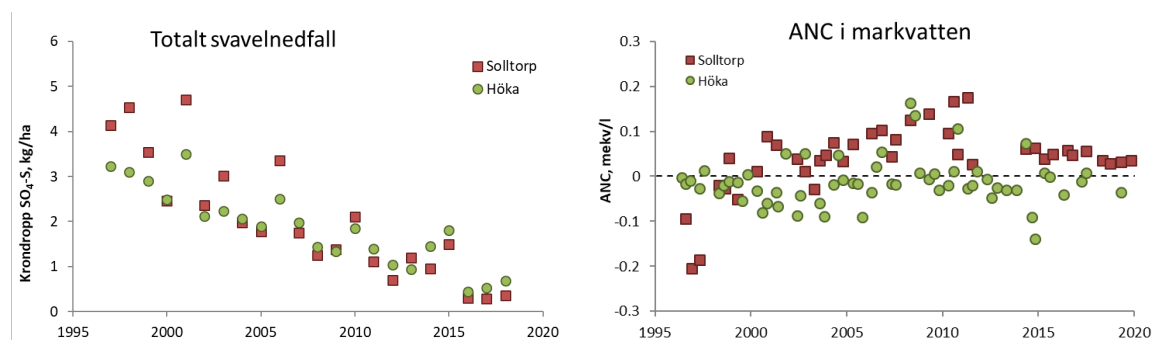 Totalt svavelnedfall
Krondropp SO₄-S, kg/ha
6
5
4
3
2
1
0
1995 2000 2005 2010 2015 2020
Solltorp
Höka
ANC i markvatten
ANC, mekv/l
0.3
0.2
0.1
0
-0.1
-0.2
-0.3
1995 2000 2005 2010 2015 2020
Solltorp
Höka